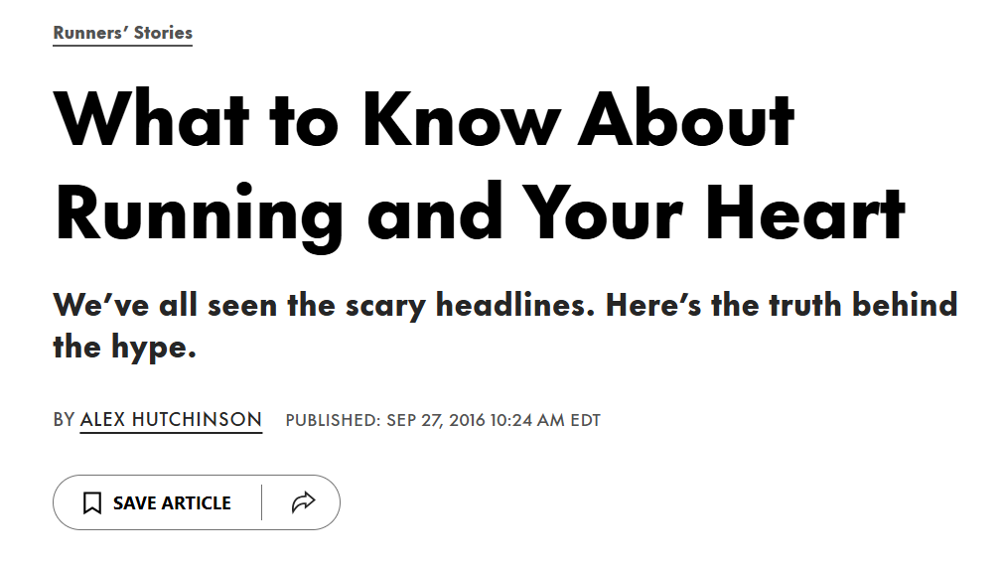 Runners’ Stories
What to Know About
Running and Your Heart
We’ve all seen the scary headlines. Here’s the truth behind
the hype.
BY ALEX HUTCHINSON PUBLISHED: SEP 27, 2016 10:24 AM EDT
SAVE ARTICLE